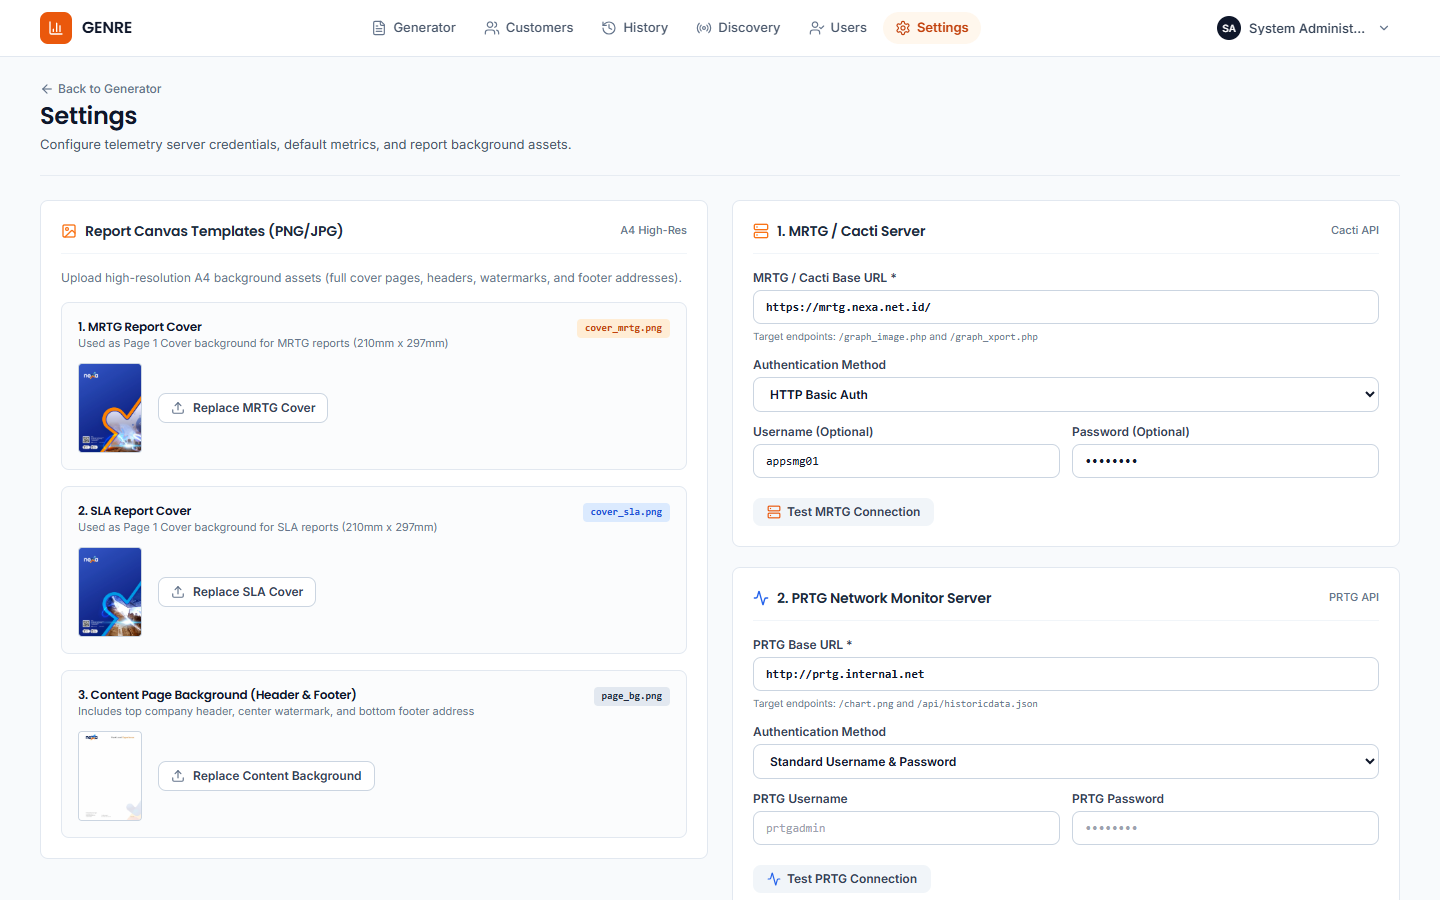 GENRE
Generator
Customers
History
Discovery
Users
Settings
SA
System Administ...
Back to Generator
Settings
Configure telemetry server credentials, default metrics, and report background assets.
Report Canvas Templates (PNG/JPG)
A4 High-Res
Upload high-resolution A4 background assets (full cover pages, headers, watermarks, and footer addresses).
1. MRTG Report Cover
cover_mrtg.png
Used as Page 1 Cover background for MRTG reports (210mm x 297mm)
nexa
Replace MRTG Cover
2. SLA Report Cover
cover_sla.png
Used as Page 1 Cover background for SLA reports (210mm x 297mm)
nexa
Replace SLA Cover
3. Content Page Background (Header & Footer)
page_bg.png
Includes top company header, center watermark, and bottom footer address
nexa
Replace Content Background
1. MRTG / Cacti Server
Cacti API
MRTG / Cacti Base URL *
https://mrtg.nexa.net.id/
Target endpoints: /graph_image.php and /graph_xport.php
Authentication Method
HTTP Basic Auth
Username (Optional)
Password (Optional)
appsmg01
••••••••
Test MRTG Connection
2. PRTG Network Monitor Server
PRTG API
PRTG Base URL *
http://prtg.internal.net
Target endpoints: /chart.png and /api/historicdata.json
Authentication Method
Standard Username & Password
PRTG Username
PRTG Password
prtgadmin
••••••••
Test PRTG Connection